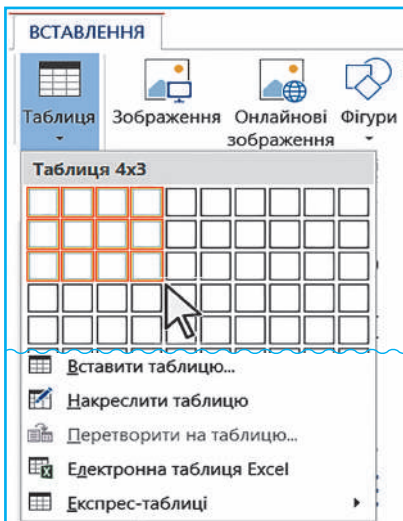 ВСТАВЛЕННЯ
Таблиця Зображення Онлайнові зображення Фігури
Таблиця 4x3
Вставити таблицю...
Накреслити таблицю
Перетворити на таблицю...
Електронна таблиця Excel
Експрес-таблиці